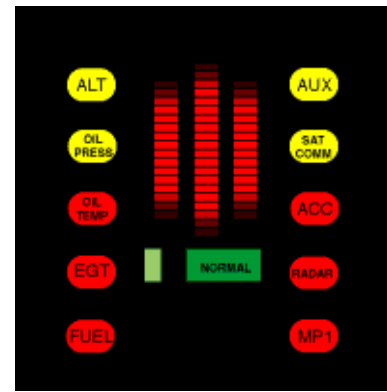 ALT
AUX
OIL
PRESS
SAT
COMM
OIL
TEMP
ACC
EGT
NORMAL
RADAR
FUEL
MP1